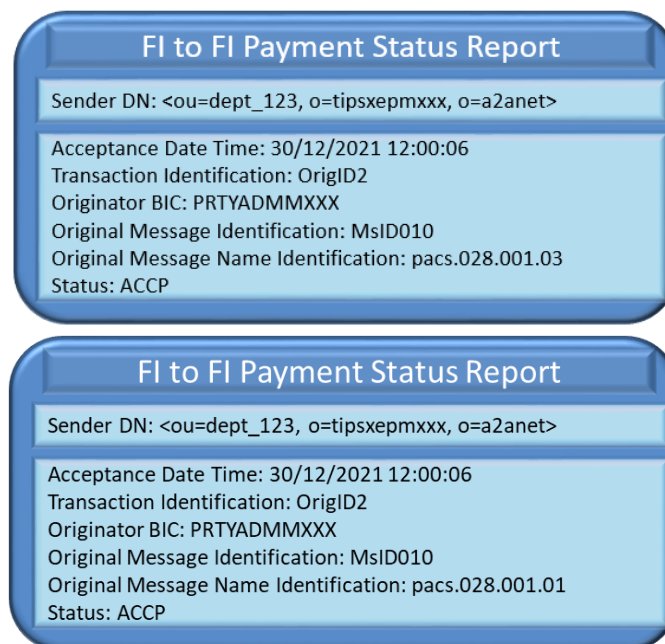 FI to FI Payment Status Report
Sender DN: <ou=dept_123, o=tipsxepmxxx, o=a2anet>
Acceptance Date Time: 30/12/2021 12:00:06
Transaction Identification: OrigID2
Originator BIC: PRTYADMMXXX
Original Message Identification: MsID010
Original Message Name Identification: pacs.028.001.03
Status: ACCP
FI to FI Payment Status Report
Sender DN: <ou=dept_123, o=tipsxepmxxx, o=a2anet>
Acceptance Date Time: 30/12/2021 12:00:06
Transaction Identification: OrigID2
Originator BIC: PRTYADMMXXX
Original Message Identification: MsID010
Original Message Name Identification: pacs.028.001.01
Status: ACCP